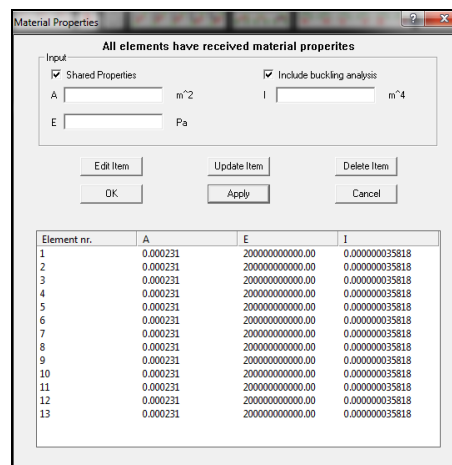 Material Properties
All elements have received material properites
Input
Shared Properties Include buckling analysis
A m^2 I m^4
E Pa
Edit Item Update Item Delete Item
OK Apply Cancel
Element nr. A E I
1 0.000231 200000000000.00 0.000000035818
2 0.000231 200000000000.00 0.000000035818
3 0.000231 200000000000.00 0.000000035818
4 0.000231 200000000000.00 0.000000035818
5 0.000231 200000000000.00 0.000000035818
6 0.000231 200000000000.00 0.000000035818
7 0.000231 200000000000.00 0.000000035818
8 0.000231 200000000000.00 0.000000035818
9 0.000231 200000000000.00 0.000000035818
10 0.000231 200000000000.00 0.000000035818
11 0.000231 200000000000.00 0.000000035818
12 0.000231 200000000000.00 0.000000035818
13 0.000231 200000000000.00 0.000000035818